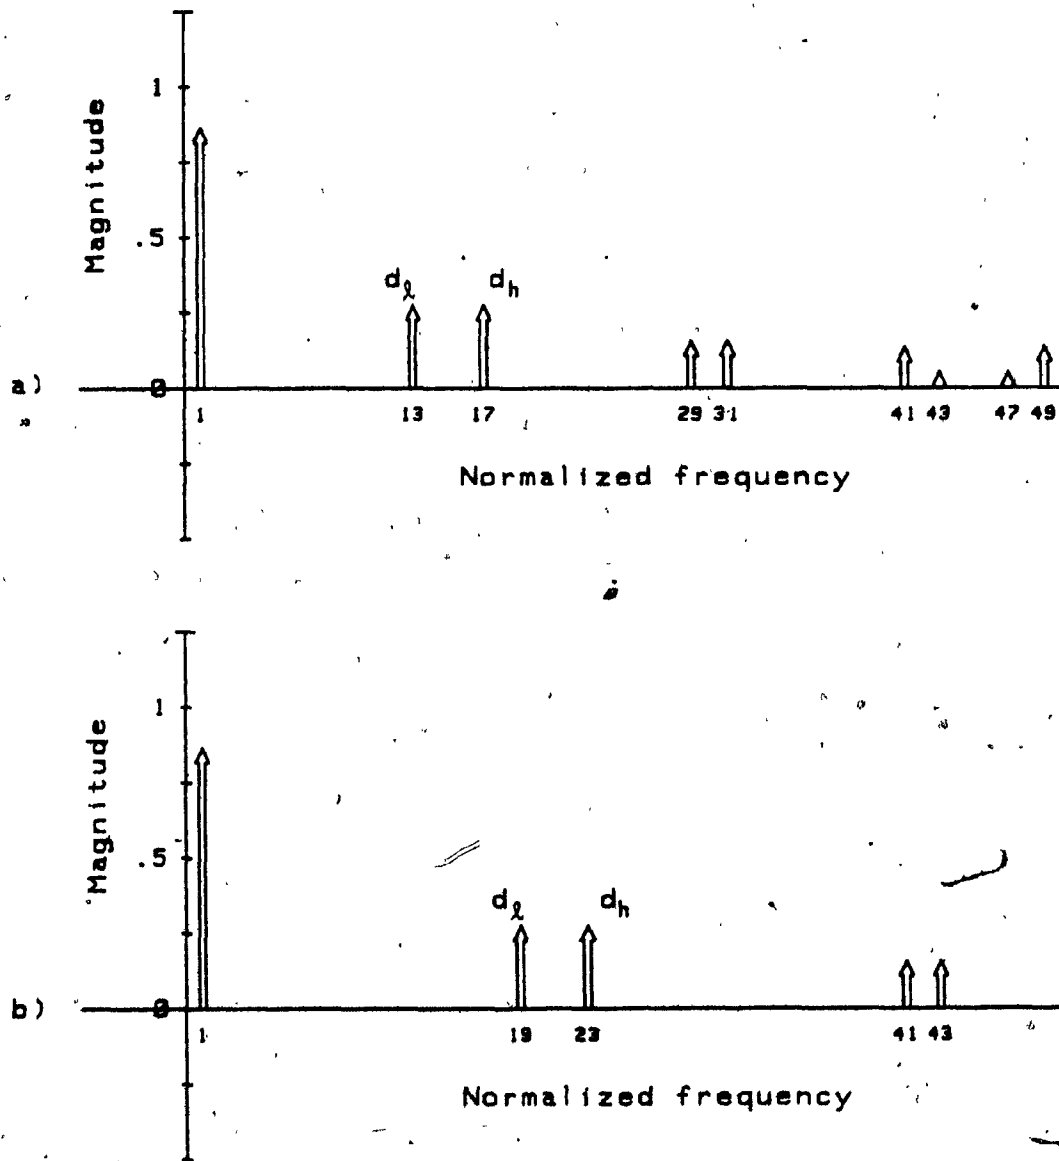 1
Magnitude
.5
d_ℓ d_h
a) 0
1 13 17 29 31 41 43 47 49
Normalized frequency
1
Magnitude
.5
d_ℓ d_h
b) 0
1 19 23 41 43
Normalized frequency